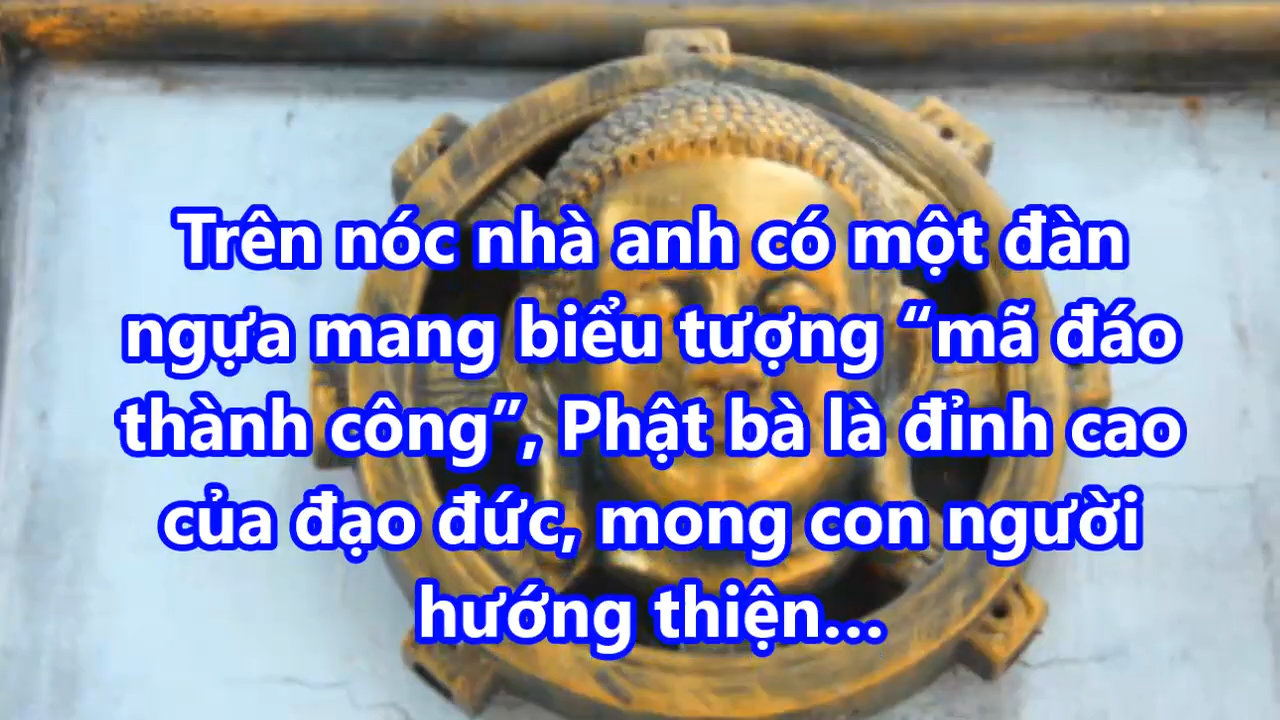 Trên nóc nhà anh có một đàn
ngựa mang biểu tượng “mã đáo
thành công”, Phật bà là đỉnh cao
của đạo đức, mong con người
hướng thiện...